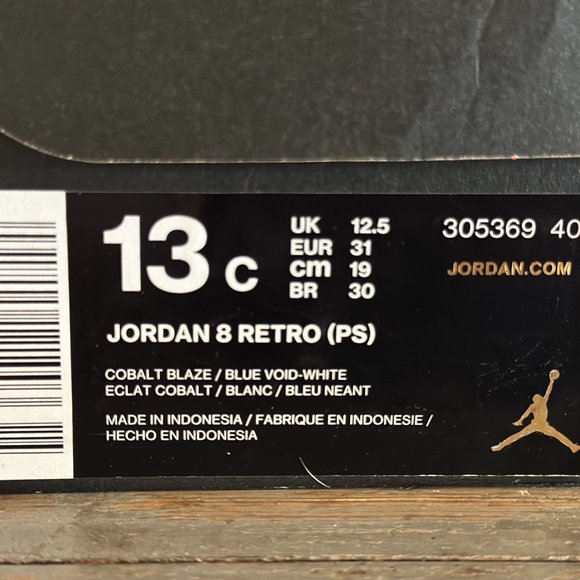 13 C
UK 12.5
EUR 31
cm 19
BR 30
305369 40
JORDAN.COM
JORDAN 8 RETRO (PS)
COBALT BLAZE / BLUE VOID-WHITE
ECLAT COBALT / BLANC / BLEU NEANT
MADE IN INDONESIA / FABRIQUE EN INDONESIE /
HECHO EN INDONESIA